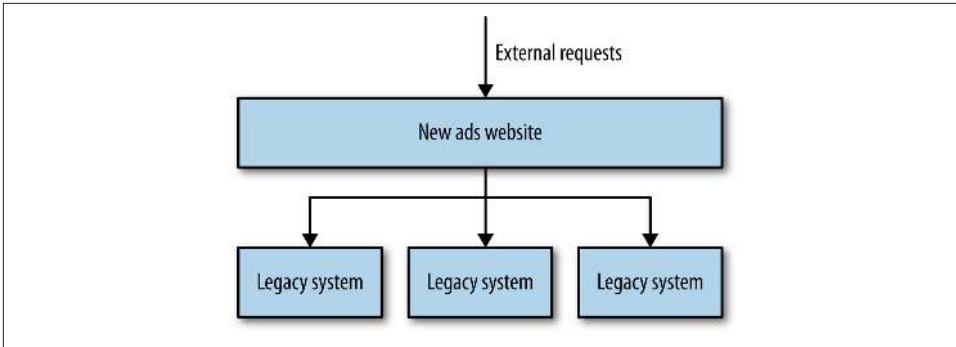 External requests
New ads website
Legacy system
Legacy system
Legacy system